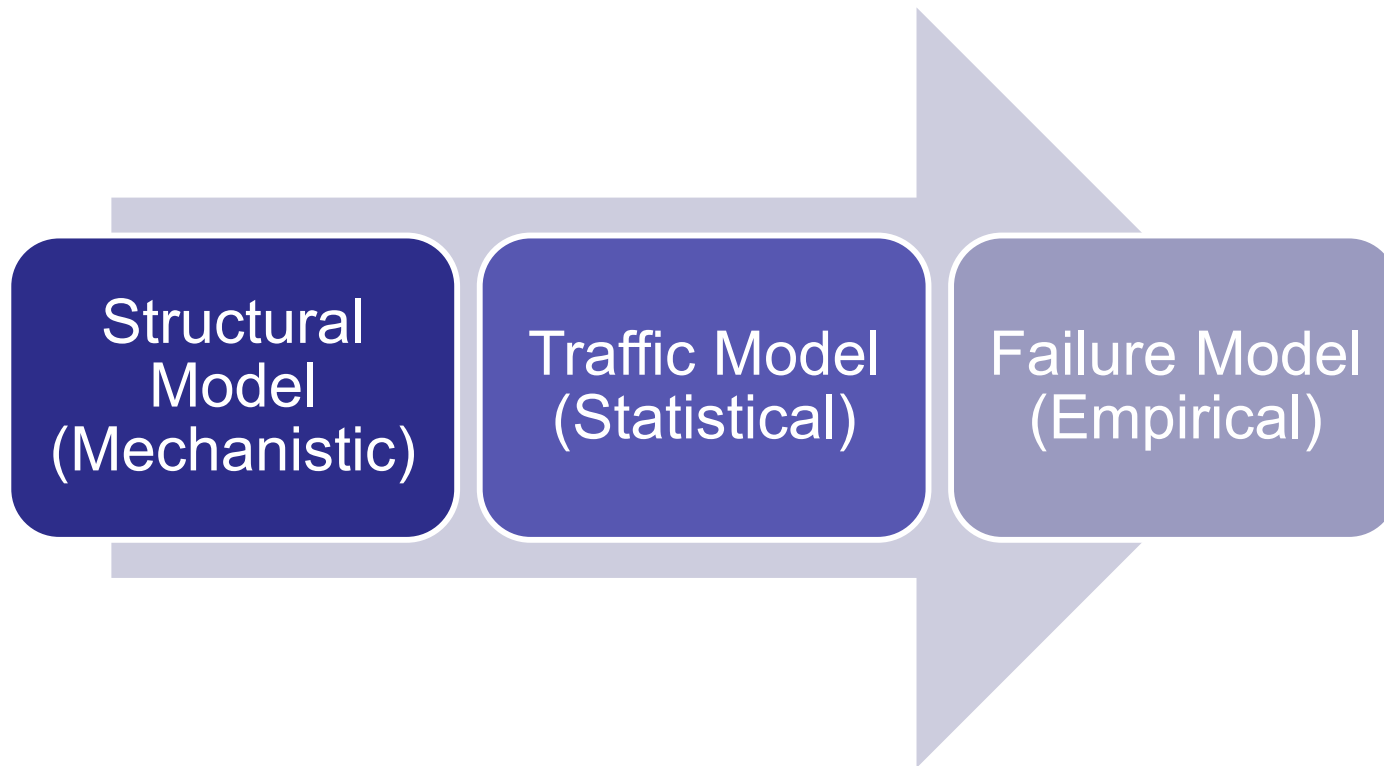 Structural
Model
(Mechanistic)
Traffic Model
(Statistical)
Failure Model
(Empirical)